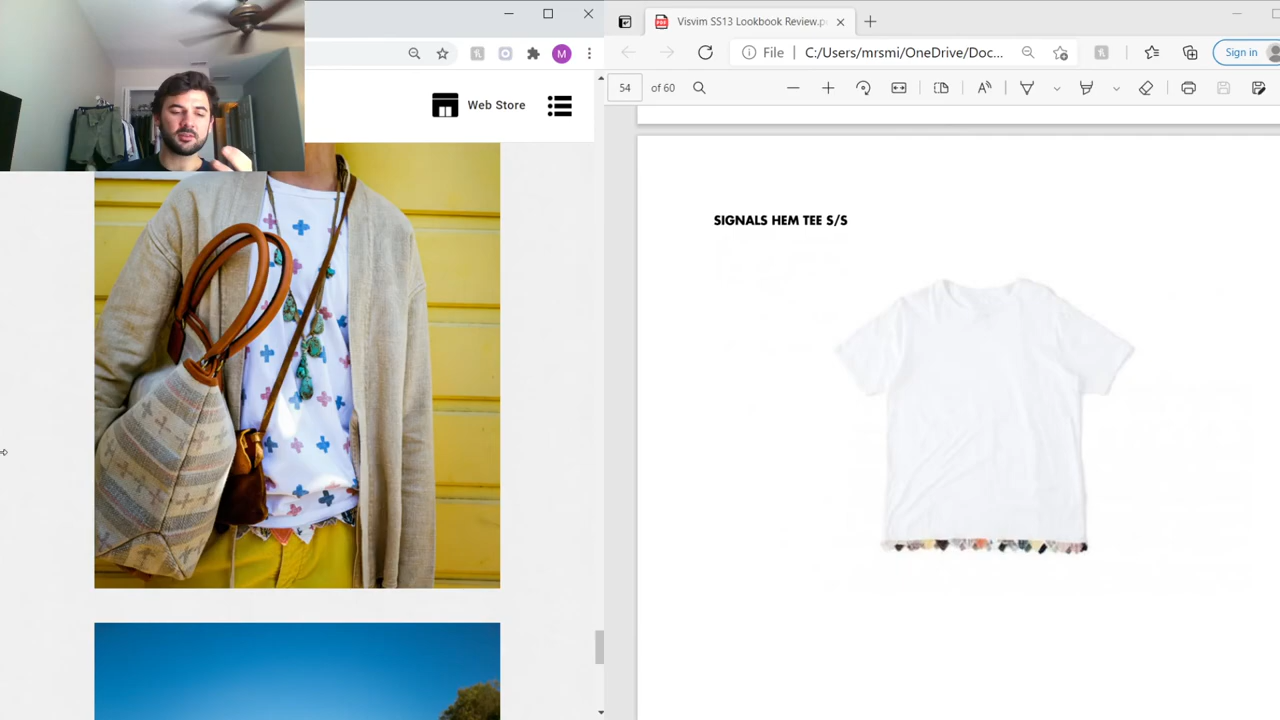 Visvim SS13 Lookbook Review.p
M
File
C:/Users/mrsmi/OneDrive/Doc...
Sign in
Web Store
54
of 60
SIGNALS HEM TEE S/S